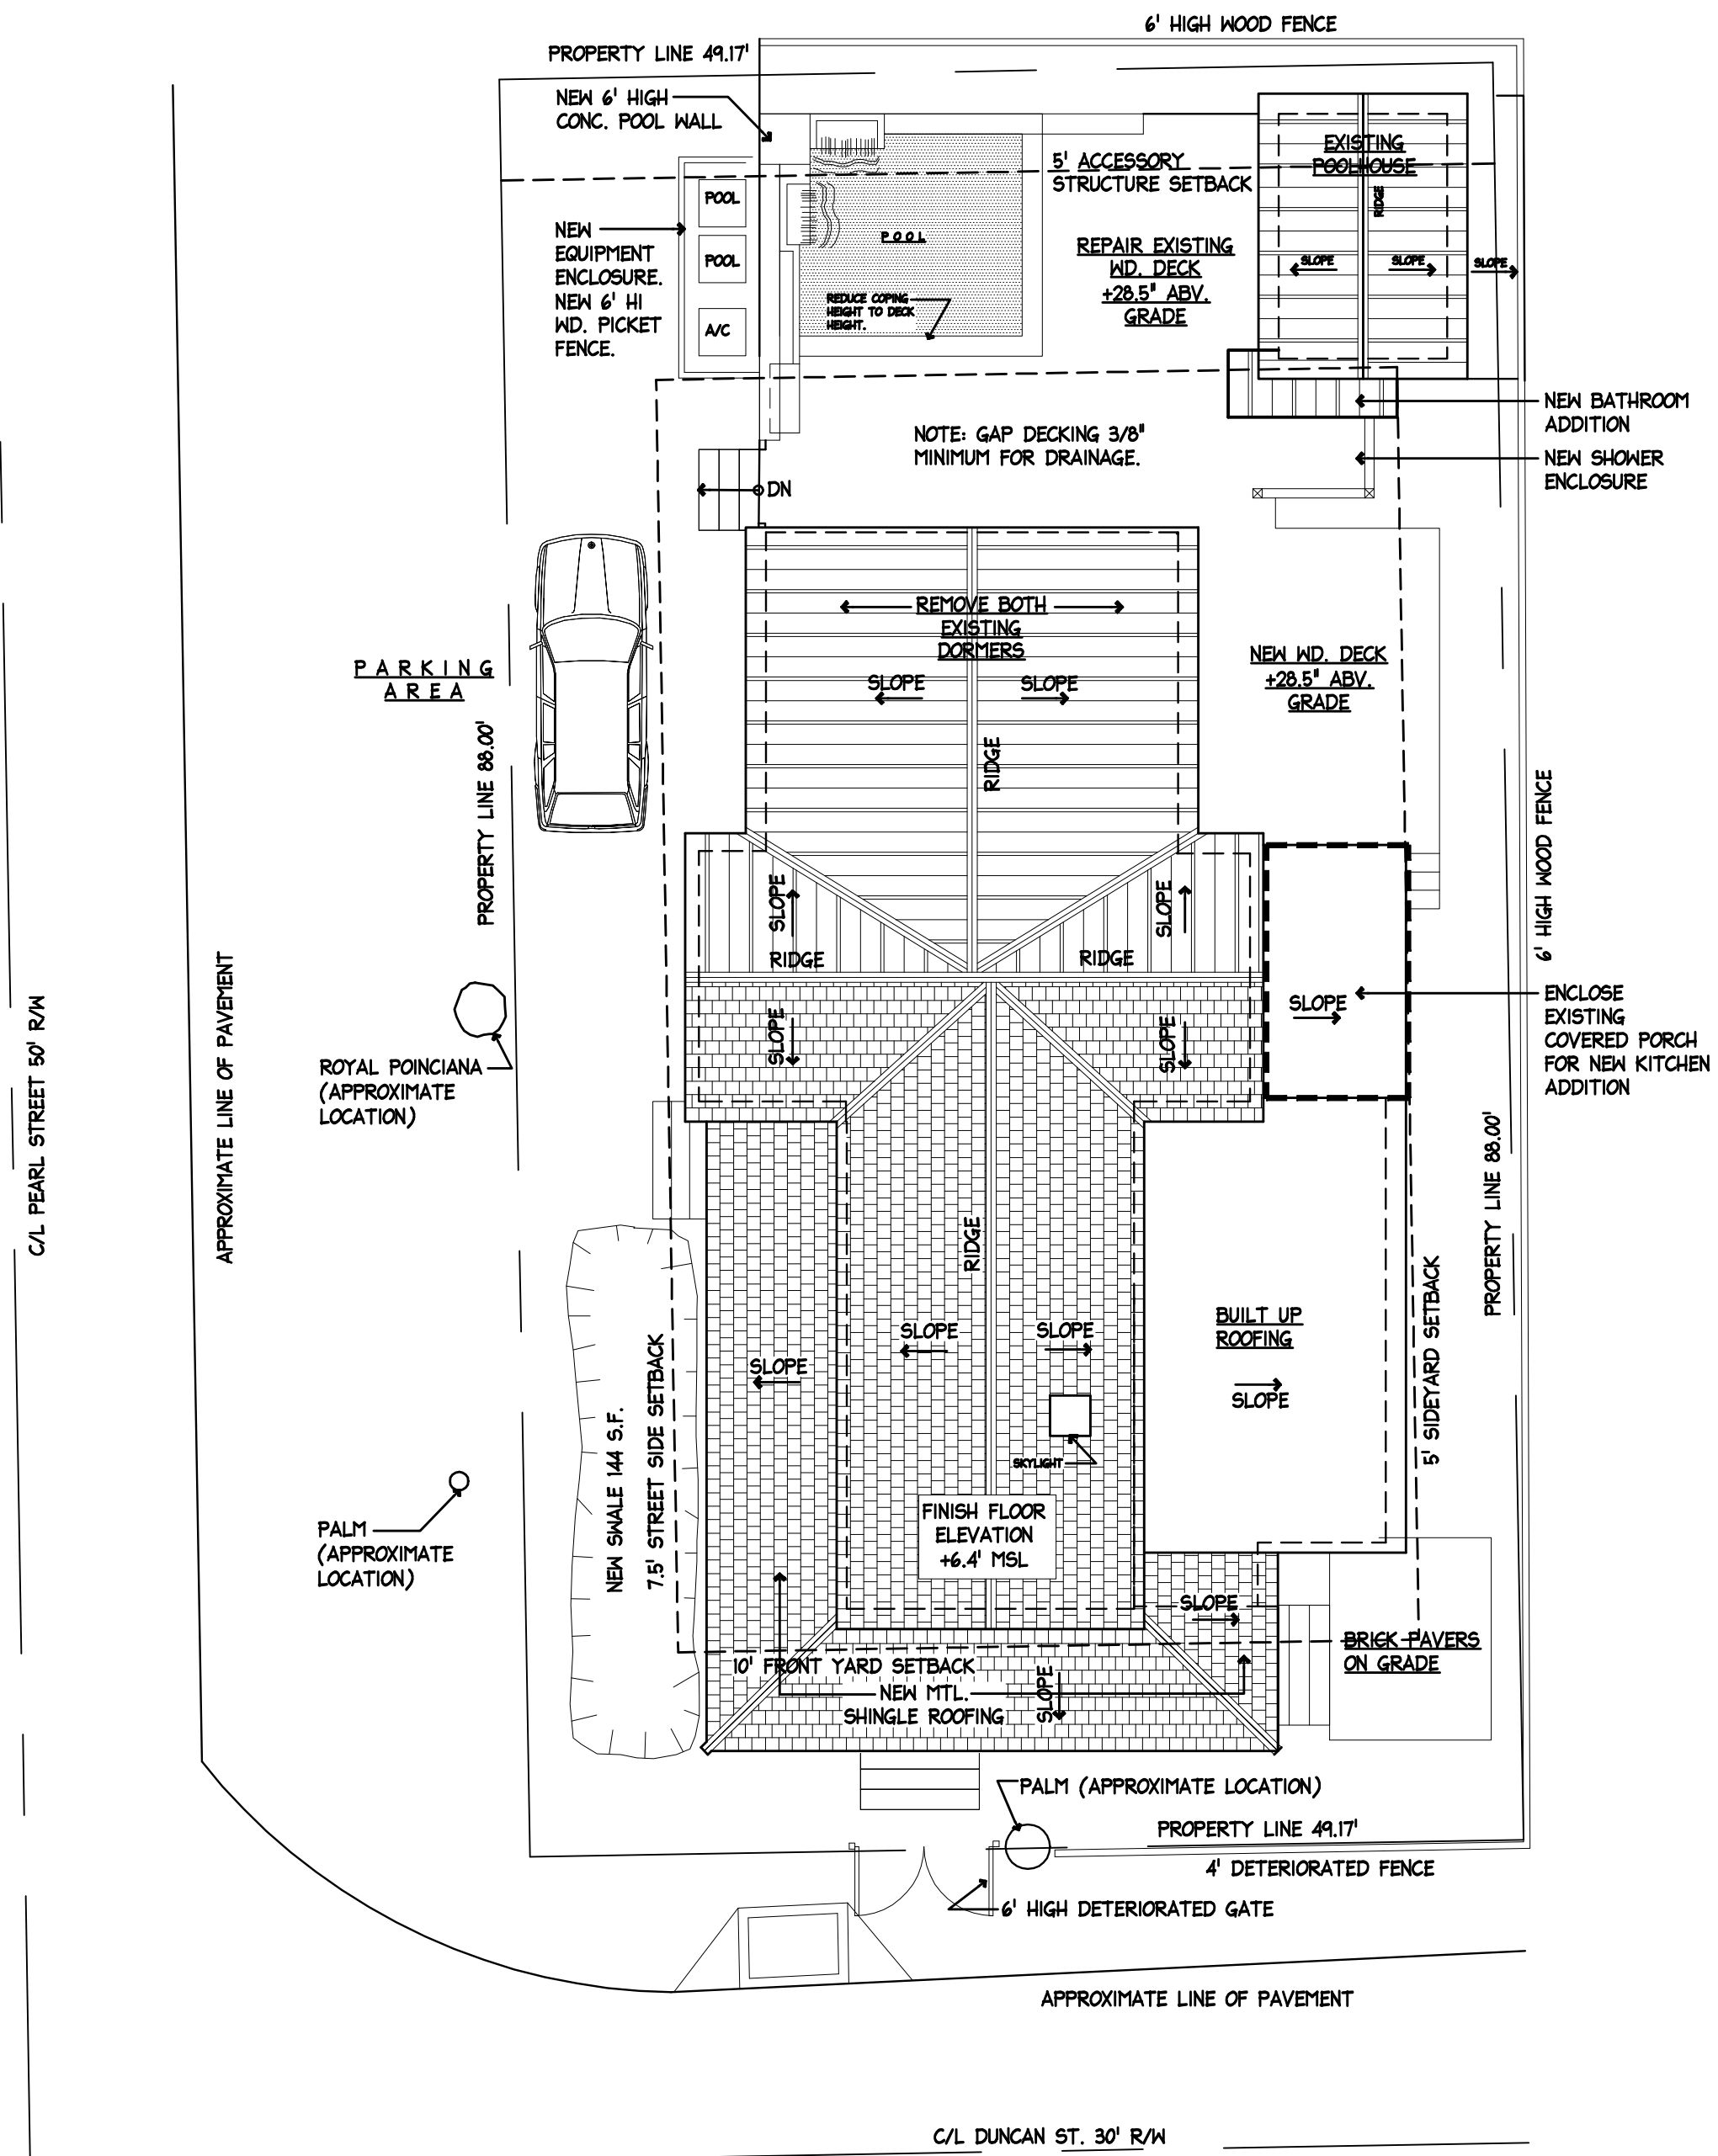 6' HIGH WOOD FENCE
PROPERTY LINE 49.17'
NEW 6' HIGH
CONC. POOL WALL
EXISTING
POOLHOUSE
5' ACCESSORY
STRUCTURE SETBACK
RIDGE
POOL
POOL
A/C
NEW
EQUIPMENT
ENCLOSURE.
NEW 6' HI
WD. PICKET
FENCE.
POOL
REPAIR EXISTING
WD. DECK
+28.5" ABV.
GRADE
SLOPE
SLOPE
SLOPE
REDUCE COPING
HEIGHT TO DECK
HEIGHT.
NEW BATHROOM
ADDITION
NOTE: GAP DECKING 3/8"
MINIMUM FOR DRAINAGE.
NEW SHOWER
ENCLOSURE
DN
REMOVE BOTH
EXISTING
DORMERS
SLOPE
SLOPE
RIDGE
NEW WD. DECK
+28.5" ABV.
GRADE
PARKING
AREA
PROPERTY LINE 88.00'
6' HIGH WOOD FENCE
SLOPE
SLOPE
RIDGE
RIDGE
SLOPE
SLOPE
SLOPE
ENCLOSE
EXISTING
COVERED PORCH
FOR NEW KITCHEN
ADDITION
C/L PEARL STREET 50' R/W
APPROXIMATE LINE OF PAVEMENT
ROYAL POINCIANA
(APPROXIMATE
LOCATION)
PROPERTY LINE 88.00'
RIDGE
BUILT UP
ROOFING
SLOPE
SLOPE
SLOPE
SLOPE
5' SIDEYARD SETBACK
SKYLIGHT
NEW SWALE 144 S.F.
7.5' STREET SIDE SETBACK
FINISH FLOOR
ELEVATION
+6.4' MSL
PALM
(APPROXIMATE
LOCATION)
SLOPE
BRICK PAVERS
ON GRADE
10' FRONT YARD SETBACK
NEW MTL.
SHINGLE ROOFING
SLOPE
PALM (APPROXIMATE LOCATION)
PROPERTY LINE 49.17'
4' DETERIORATED FENCE
6' HIGH DETERIORATED GATE
APPROXIMATE LINE OF PAVEMENT
C/L DUNCAN ST. 30' R/W